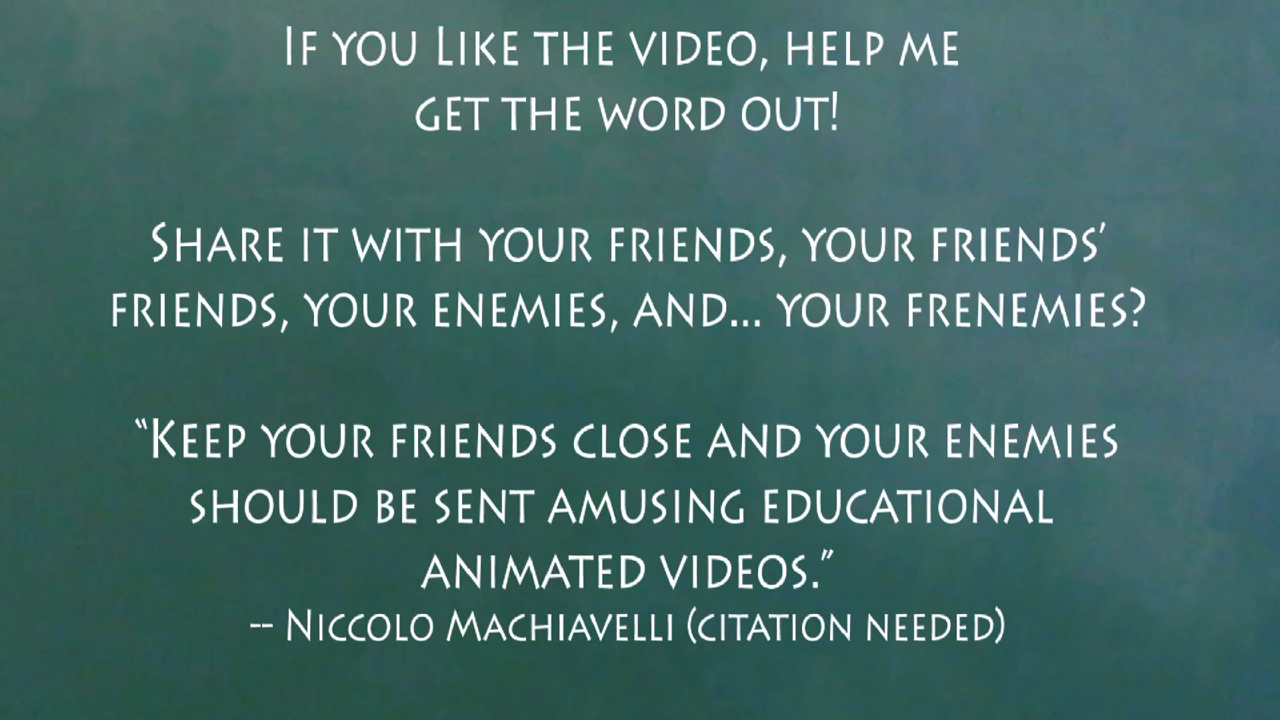 If you Like the video, help me
get the word out!
Share it with your friends, your friends’
friends, your enemies, and... your frenemies?
“Keep your friends close and your enemies
should be sent amusing educational
animated videos.”
-- Niccolo Machiavelli (citation needed)